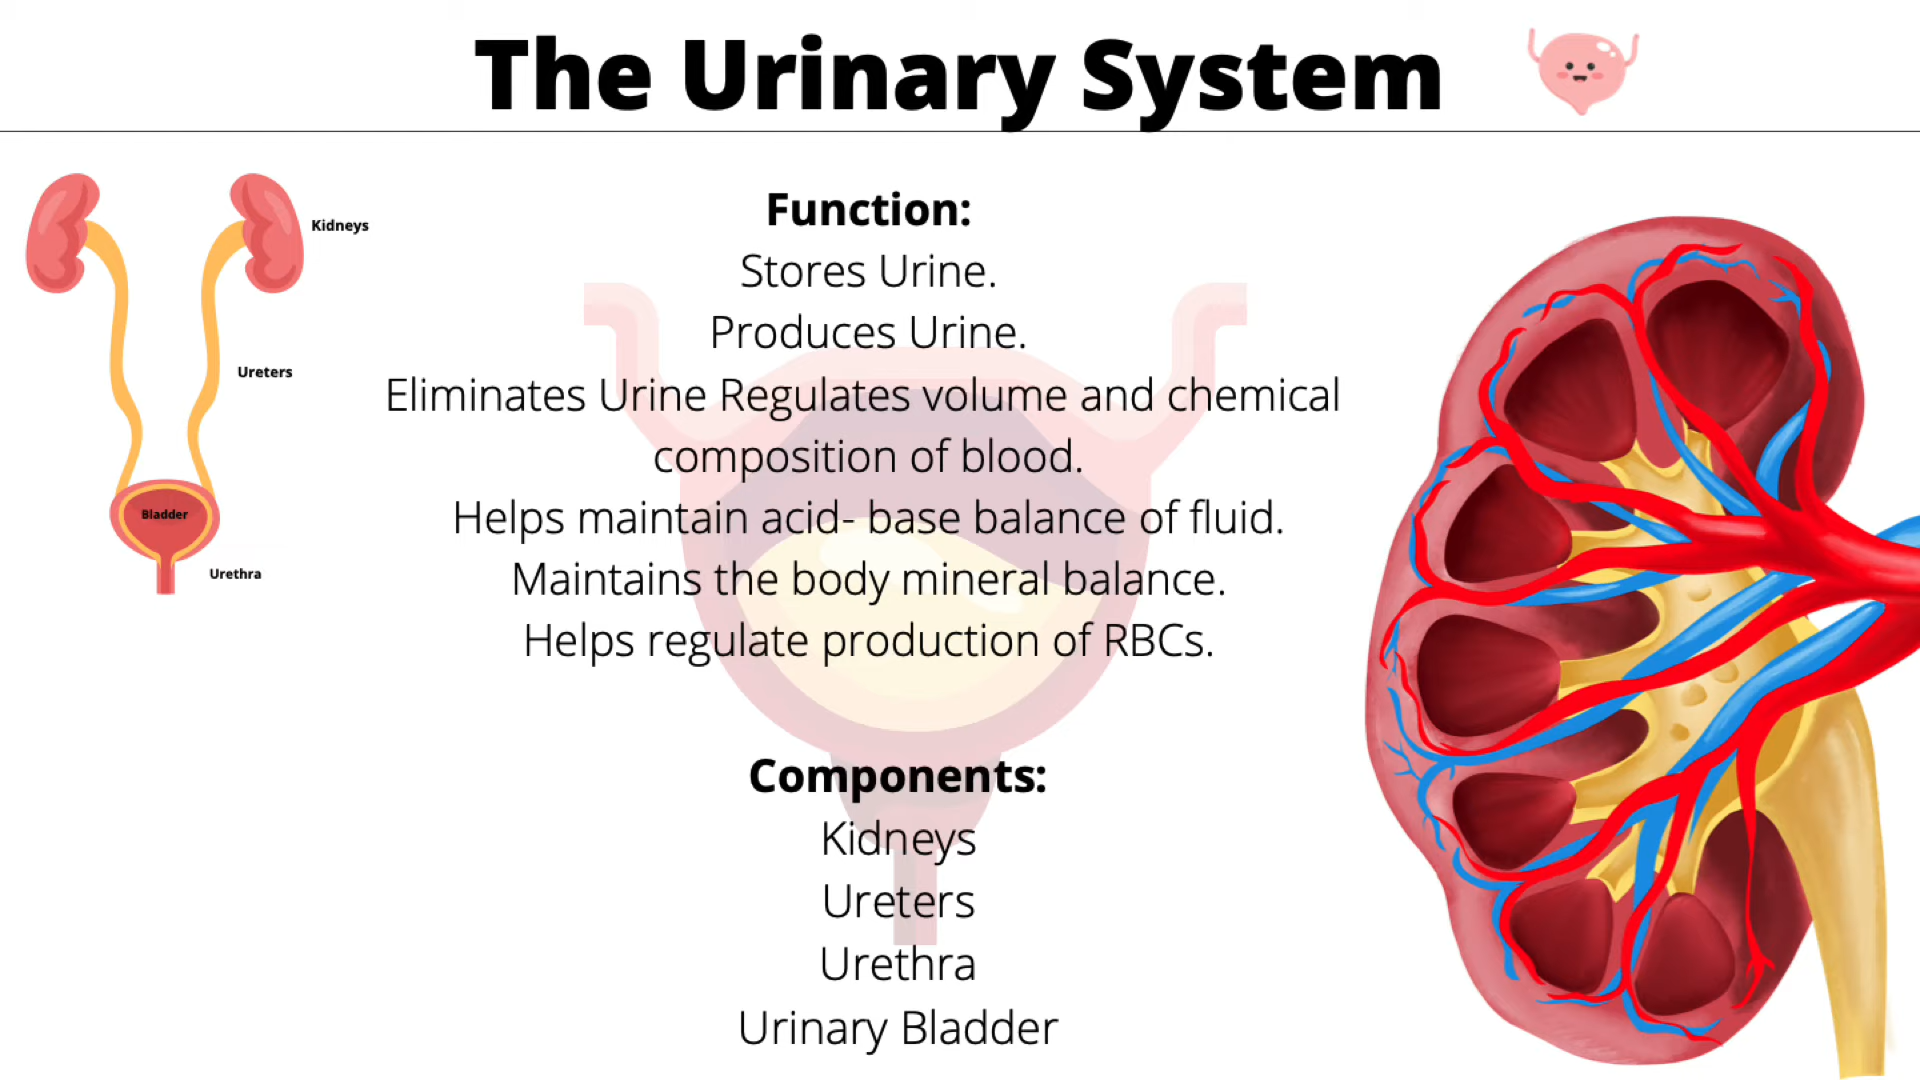 The Urinary System
Kidneys
Ureters
Bladder
Urethra
Function:
Stores Urine.
Produces Urine.
Eliminates Urine Regulates volume and chemical
composition of blood.
Helps maintain acid- base balance of fluid.
Maintains the body mineral balance.
Helps regulate production of RBCs.
Components:
Kidneys
Ureters
Urethra
Urinary Bladder